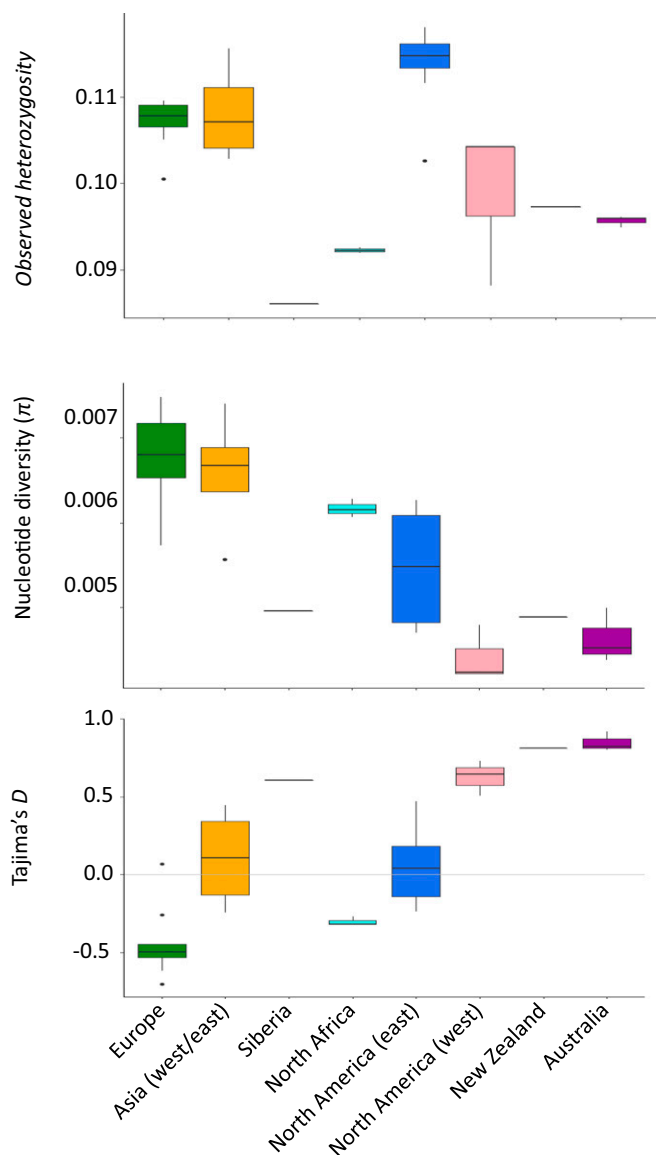 Observed heterozygosity
0.11
0.10
0.09
Nucleotide diversity (π)
0.007
0.006
0.005
Tajima's D
1.0
0.5
0.0
-0.5
Europe
Asia (west/east)
Siberia
North Africa
North America (east)
North America (west)
New Zealand
Australia